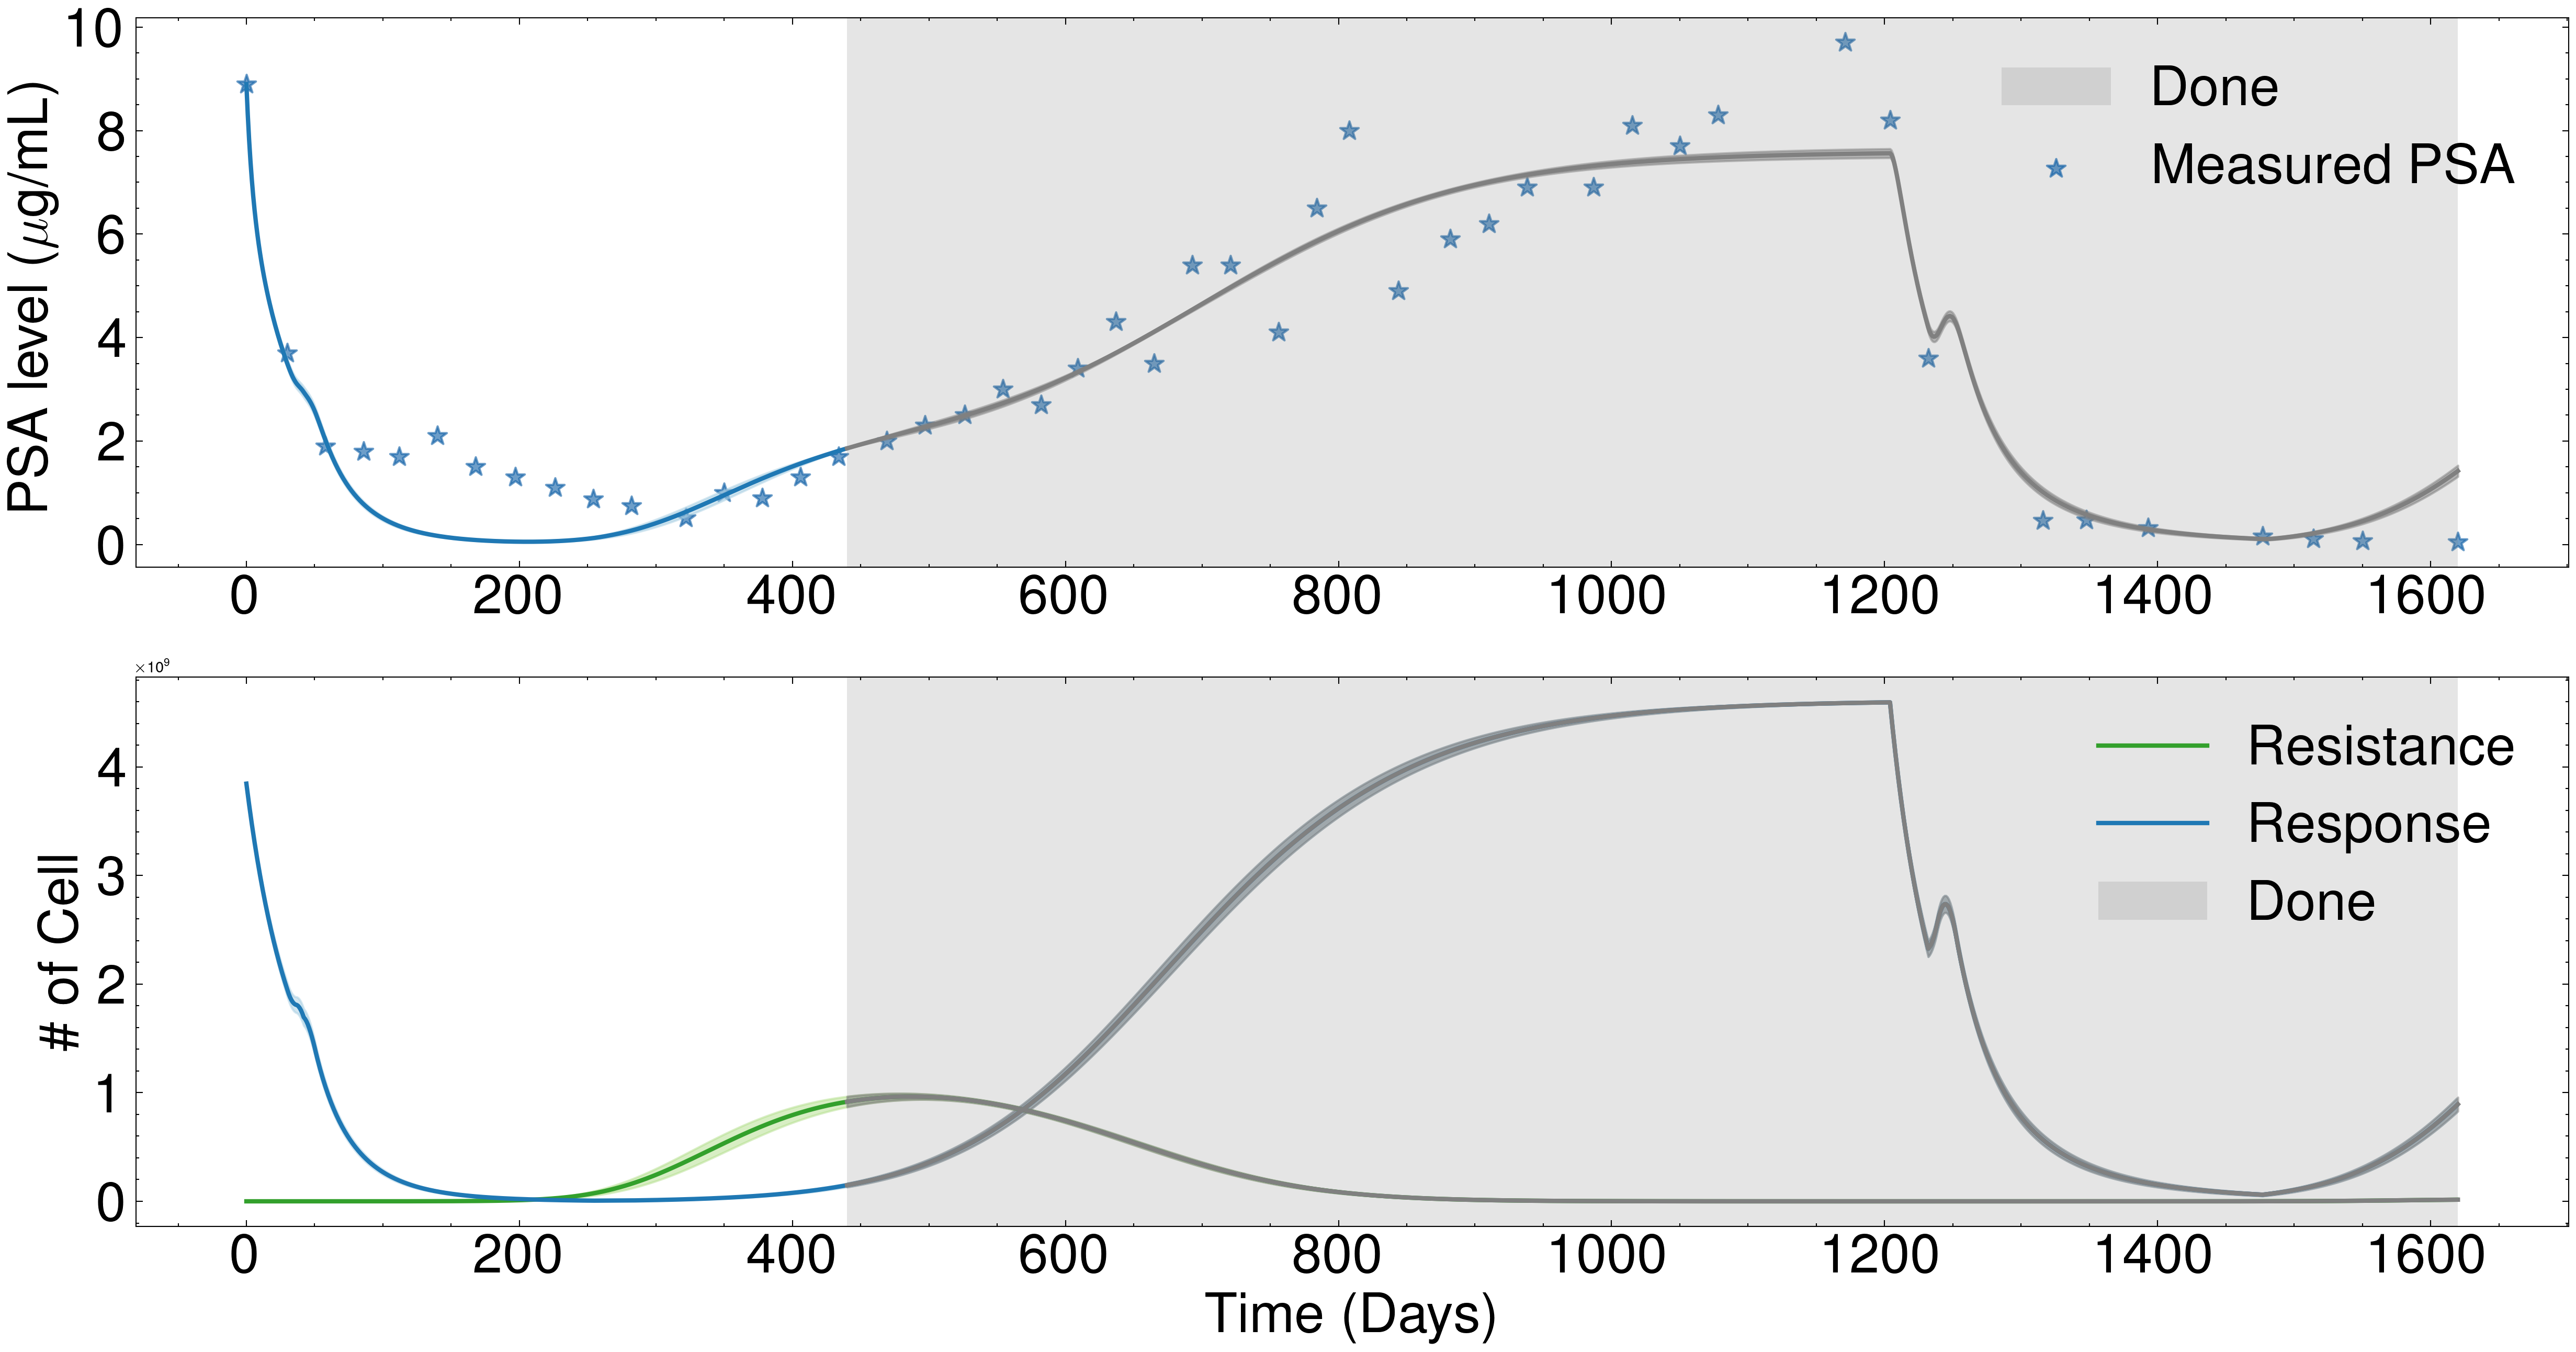 10
8
6
4
2
0
PSA level (μg/mL)
Done
Measured PSA
0 200 400 600 800 1000 1200 1400 1600
×10⁹
4
3
2
1
0
# of Cell
Resistance
Response
Done
0 200 400 600 800 1000 1200 1400 1600
Time (Days)